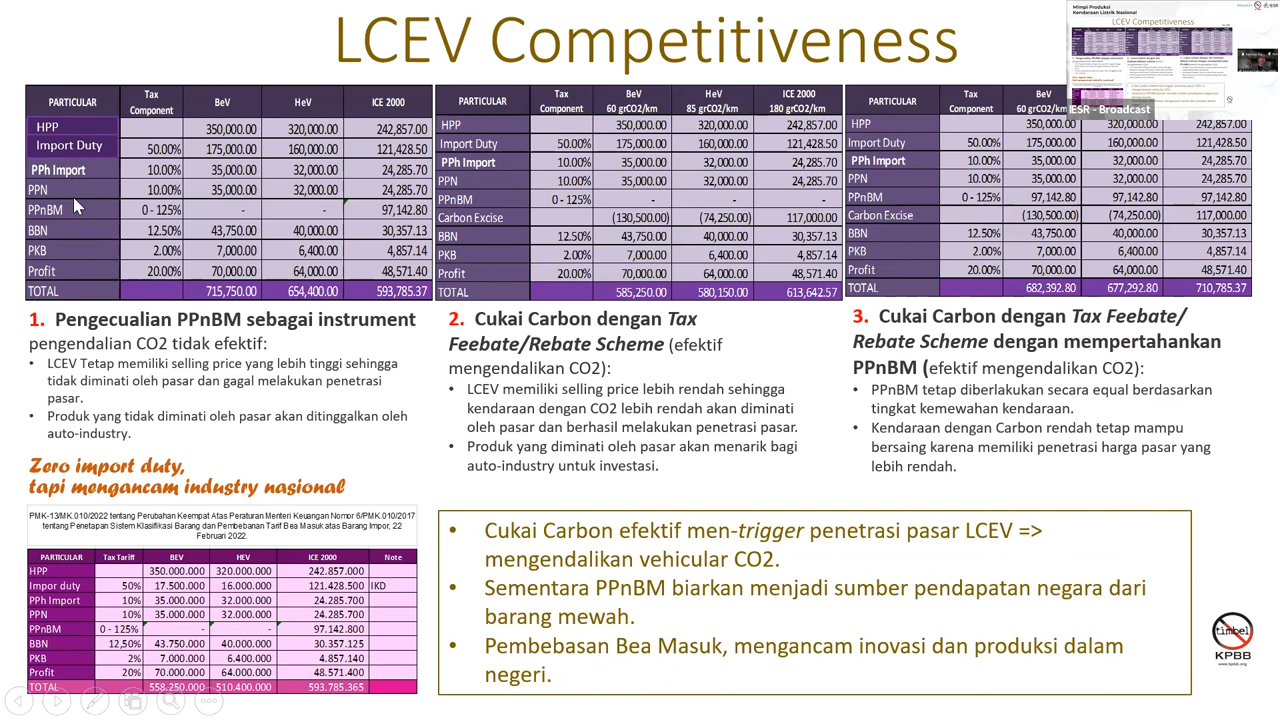 LCEV Competitiveness
Mimpi Produksi
Kendaraan Listrik Nasional
IESR
LCEV Competitiveness
IESR - Broadcast
PARTICULAR Tax Component BeV HeV ICE 2000
HPP 350,000.00 320,000.00 242,857.00
Import Duty 50.00% 175,000.00 160,000.00 121,428.50
PPh Import 10.00% 35,000.00 32,000.00 24,285.70
PPN 10.00% 35,000.00 32,000.00 24,285.70
PPnBM 0 - 125% - - 97,142.80
BBN 12.50% 43,750.00 40,000.00 30,357.13
PKB 2.00% 7,000.00 6,400.00 4,857.14
Profit 20.00% 70,000.00 64,000.00 48,571.40
TOTAL 715,750.00 654,400.00 593,785.37
PARTICULAR Tax Component BeV 60 grCO2/km HeV 85 grCO2/km ICE 2000 180 grCO2/km
HPP 350,000.00 320,000.00 242,857.00
Import Duty 50.00% 175,000.00 160,000.00 121,428.50
PPh Import 10.00% 35,000.00 32,000.00 24,285.70
PPN 10.00% 35,000.00 32,000.00 24,285.70
PPnBM 0 - 125% - - -
Carbon Excise (130,500.00) (74,250.00) 117,000.00
BBN 12.50% 43,750.00 40,000.00 30,357.13
PKB 2.00% 7,000.00 6,400.00 4,857.14
Profit 20.00% 70,000.00 64,000.00 48,571.40
TOTAL 585,250.00 580,150.00 613,642.57
PARTICULAR Tax Component BeV 60 grCO2/km
HPP 350,000.00 320,000.00 242,857.00
Import Duty 50.00% 175,000.00 160,000.00 121,428.50
PPh Import 10.00% 35,000.00 32,000.00 24,285.70
PPN 10.00% 35,000.00 32,000.00 24,285.70
PPnBM 0 - 125% 97,142.80 97,142.80 97,142.80
Carbon Excise (130,500.00) (74,250.00) 117,000.00
BBN 12.50% 43,750.00 40,000.00 30,357.13
PKB 2.00% 7,000.00 6,400.00 4,857.14
Profit 20.00% 70,000.00 64,000.00 48,571.40
TOTAL 682,392.80 677,292.80 710,785.37
1. Pengecualian PPnBM sebagai instrument
pengendalian CO2 tidak efektif:
• LCEV Tetap memiliki selling price yang lebih tinggi sehingga
tidak diminati oleh pasar dan gagal melakukan penetrasi
pasar.
• Produk yang tidak diminati oleh pasar akan ditinggalkan oleh
auto-industry.
Zero import duty,
tapi mengancam industry nasional
2. Cukai Carbon dengan Tax
Feebate/Rebate Scheme (efektif
mengendalikan CO2):
• LCEV memiliki selling price lebih rendah sehingga
kendaraan dengan CO2 lebih rendah akan diminati
oleh pasar dan berhasil melakukan penetrasi pasar.
• Produk yang diminati oleh pasar akan menarik bagi
auto-industry untuk investasi.
3. Cukai Carbon dengan Tax Feebate/
Rebate Scheme dengan mempertahankan
PPnBM (efektif mengendalikan CO2):
• PPnBM tetap diberlakukan secara equal berdasarkan
tingkat kemewahan kendaraan.
• Kendaraan dengan Carbon rendah tetap mampu
bersaing karena memiliki penetrasi harga pasar yang
lebih rendah.
PMK-13/MK.010/2022 tentang Perubahan Keempat Atas Peraturan Menteri Keuangan Nomor 6/PMK.010/2017
tentang Penetapan Sistem Klasifikasi Barang dan Pembebanan Tarif Bea Masuk atas Barang Impor, 22
Februari 2022.
PARTICULAR Tax Tariff BEV HEV ICE 2000 Note
HPP 350.000.000 320.000.000 242.857.000
Impor duty 50% 17.500.000 16.000.000 121.428.500 IKD
PPh Import 10% 35.000.000 32.000.000 24.285.700
PPN 10% 35.000.000 32.000.000 24.285.700
PPnBM 0 - 125% - - 97.142.800
BBN 12,50% 43.750.000 40.000.000 30.357.125
PKB 2% 7.000.000 6.400.000 4.857.140
Profit 20% 70.000.000 64.000.000 48.571.400
TOTAL 558.250.000 510.400.000 593.785.365
• Cukai Carbon efektif men-trigger penetrasi pasar LCEV =>
mengendalikan vehicular CO2.
• Sementara PPnBM biarkan menjadi sumber pendapatan negara dari
barang mewah.
• Pembebasan Bea Masuk, mengancam inovasi dan produksi dalam
negeri.
timbel
KPBB
www.kpbb.org